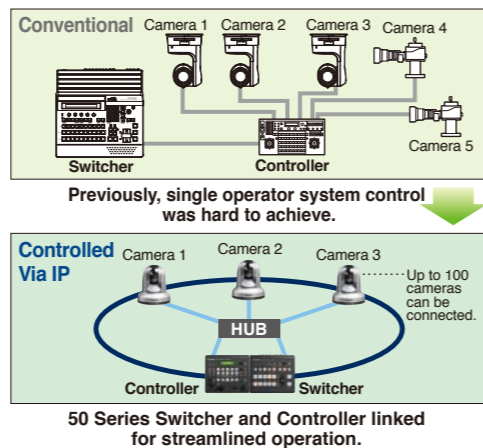 Conventional
Camera 1
Camera 2
Camera 3
Camera 4
Camera 5
Switcher
Controller
Previously, single operator system control
was hard to achieve.
Controlled
Via IP
Camera 1
Camera 2
Camera 3
Up to 100
cameras
can be
connected.
HUB
Controller
Switcher
50 Series Switcher and Controller linked
for streamlined operation.